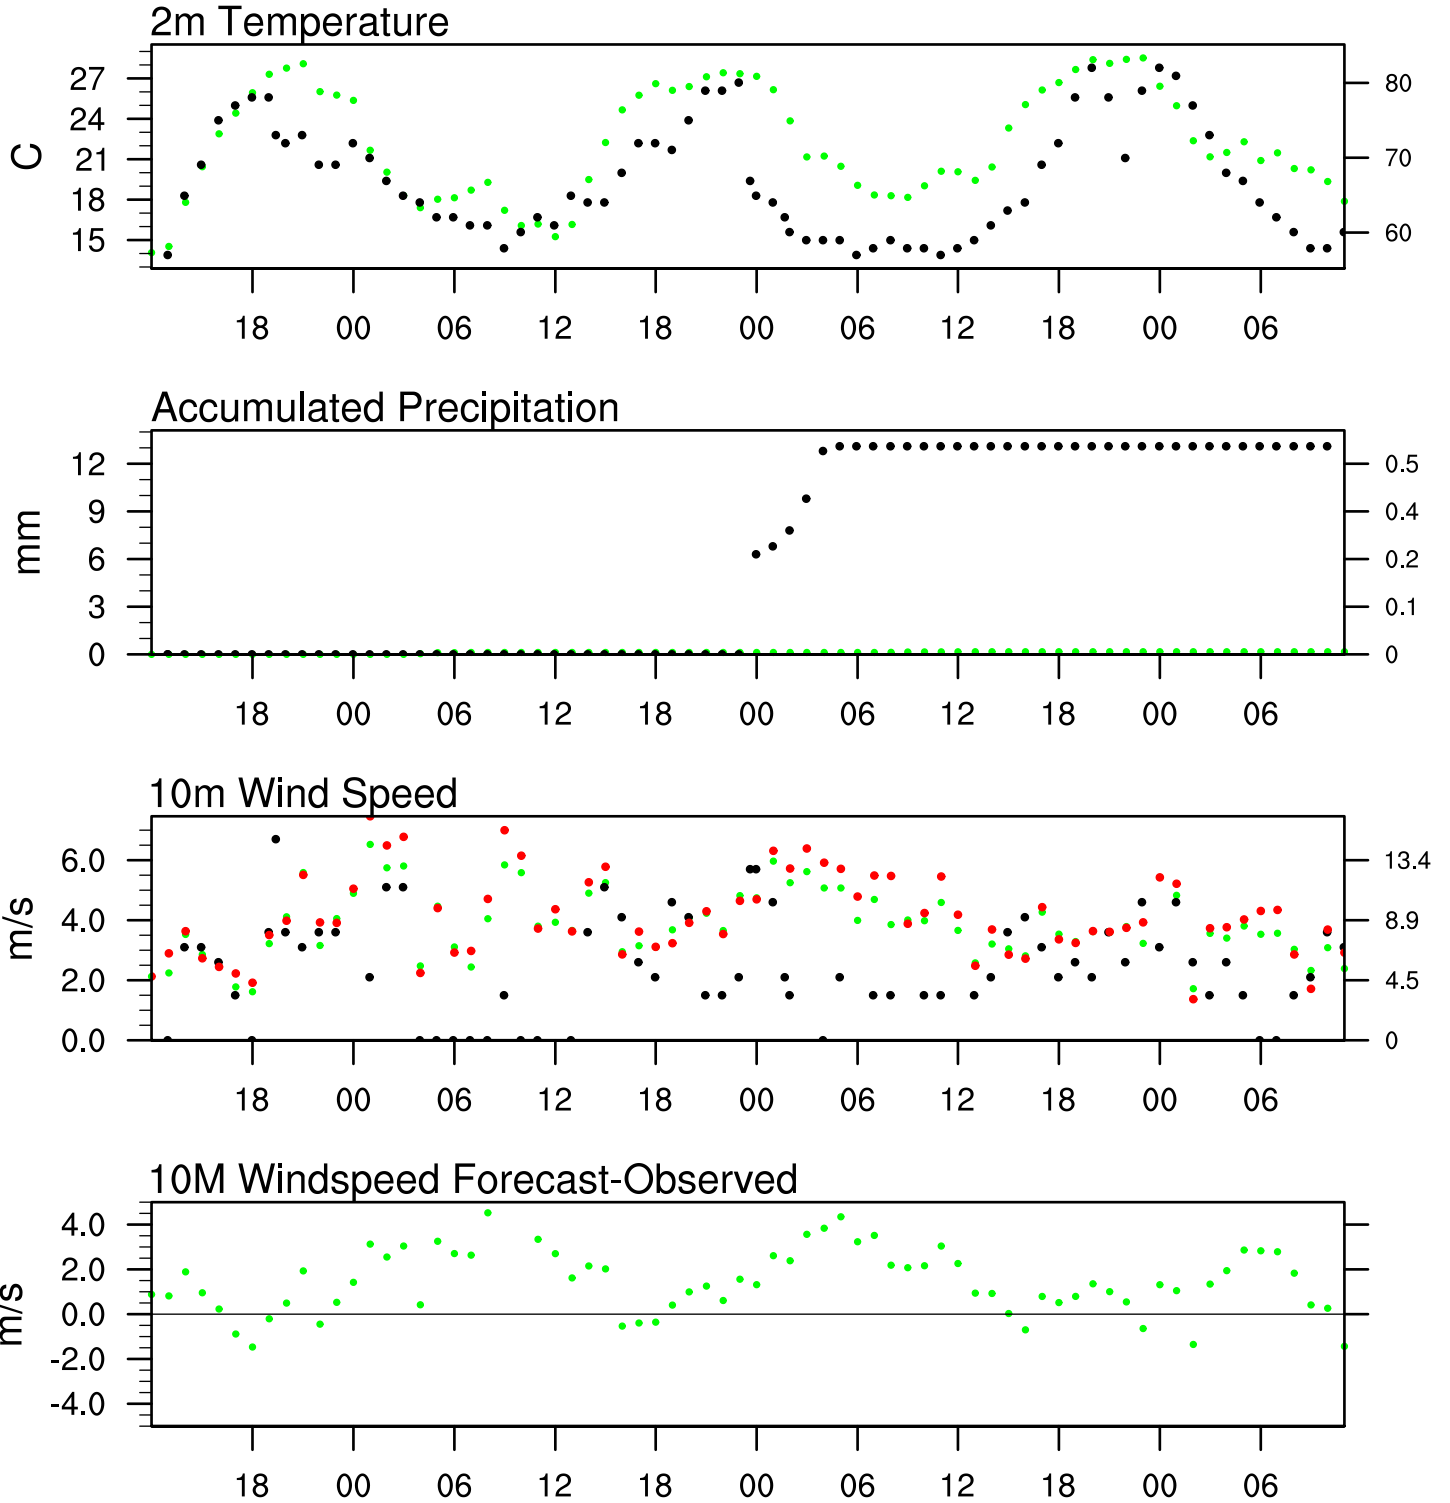 2m Temperature
27
24
21
18
15
C
80
70
60
18 00 06 12 18 00 06 12 18 00 06
Accumulated Precipitation
12
9
6
3
0
mm
0.5
0.4
0.2
0.1
0
18 00 06 12 18 00 06 12 18 00 06
10m Wind Speed
6.0
4.0
2.0
0.0
m/s
13.4
8.9
4.5
0
18 00 06 12 18 00 06 12 18 00 06
10M Windspeed Forecast-Observed
4.0
2.0
0.0
-2.0
-4.0
m/s
18 00 06 12 18 00 06 12 18 00 06